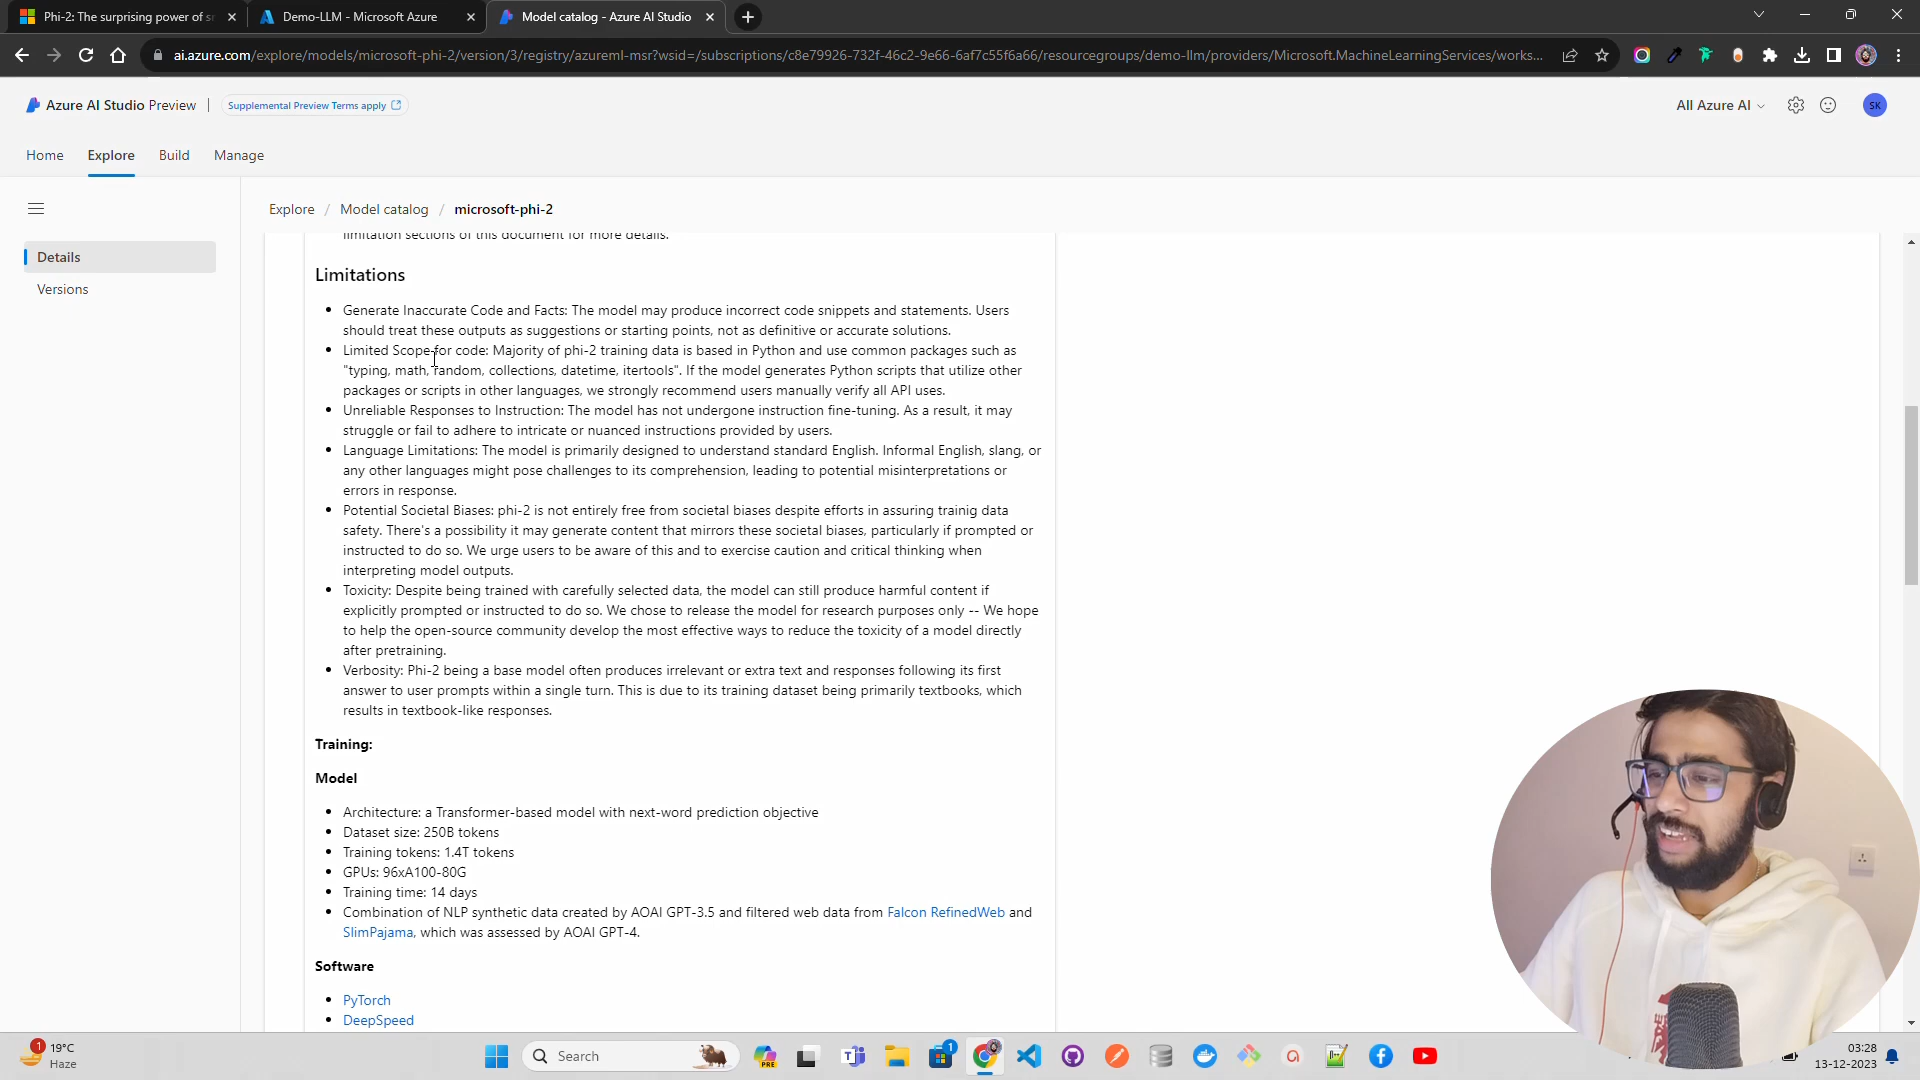 Phi-2: The surprising power of s
Demo-LLM - Microsoft Azure
Model catalog - Azure AI Studio
ai.azure.com/explore/models/microsoft-phi-2/version/3/registry/azureml-msr?wsid=/subscriptions/c8e79926-732f-46c2-9e66-6af7c55f6a66/resourcegroups/demo-llm/providers/Microsoft.MachineLearningServices/works...
Azure AI Studio Preview | Supplemental Preview Terms apply
All Azure AI
SK
Home Explore Build Manage
Explore / Model catalog / microsoft-phi-2
Details
Versions
limitation sections of this document for more details.
Limitations
• Generate Inaccurate Code and Facts: The model may produce incorrect code snippets and statements. Users
should treat these outputs as suggestions or starting points, not as definitive or accurate solutions.
• Limited Scope for code: Majority of phi-2 training data is based in Python and use common packages such as
"typing, math, random, collections, datetime, itertools". If the model generates Python scripts that utilize other
packages or scripts in other languages, we strongly recommend users manually verify all API uses.
• Unreliable Responses to Instruction: The model has not undergone instruction fine-tuning. As a result, it may
struggle or fail to adhere to intricate or nuanced instructions provided by users.
• Language Limitations: The model is primarily designed to understand standard English. Informal English, slang, or
any other languages might pose challenges to its comprehension, leading to potential misinterpretations or
errors in response.
• Potential Societal Biases: phi-2 is not entirely free from societal biases despite efforts in assuring trainig data
safety. There's a possibility it may generate content that mirrors these societal biases, particularly if prompted or
instructed to do so. We urge users to be aware of this and to exercise caution and critical thinking when
interpreting model outputs.
• Toxicity: Despite being trained with carefully selected data, the model can still produce harmful content if
explicitly prompted or instructed to do so. We chose to release the model for research purposes only -- We hope
to help the open-source community develop the most effective ways to reduce the toxicity of a model directly
after pretraining.
• Verbosity: Phi-2 being a base model often produces irrelevant or extra text and responses following its first
answer to user prompts within a single turn. This is due to its training dataset being primarily textbooks, which
results in textbook-like responses.
Training:
Model
• Architecture: a Transformer-based model with next-word prediction objective
• Dataset size: 250B tokens
• Training tokens: 1.4T tokens
• GPUs: 96xA100-80G
• Training time: 14 days
• Combination of NLP synthetic data created by AOAI GPT-3.5 and filtered web data from Falcon RefinedWeb and
SlimPajama, which was assessed by AOAI GPT-4.
Software
• PyTorch
• DeepSpeed
1
19°C
Haze
Search
PRE
1
03:28
13-12-2023